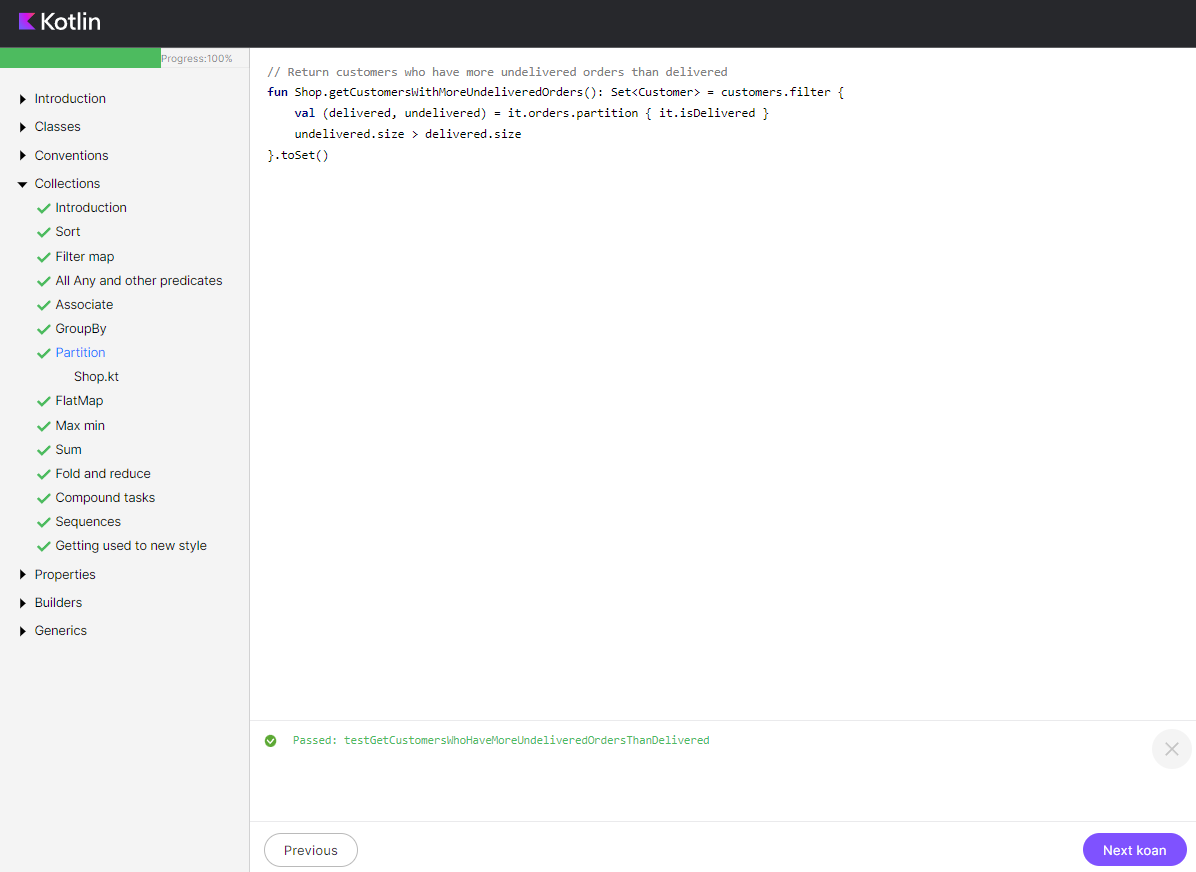 Kotlin
Progress:100%
Introduction
Classes
Conventions
Collections
Introduction
Sort
Filter map
All Any and other predicates
Associate
GroupBy
Partition
Shop.kt
FlatMap
Max min
Sum
Fold and reduce
Compound tasks
Sequences
Getting used to new style
Properties
Builders
Generics
// Return customers who have more undelivered orders than delivered
fun Shop.getCustomersWithMoreUndeliveredOrders(): Set<Customer> = customers.filter {
    val (delivered, undelivered) = it.orders.partition { it.isDelivered }
    undelivered.size > delivered.size
}.toSet()
Passed: testGetCustomersWhoHaveMoreUndeliveredOrdersThanDelivered
Previous
Next koan